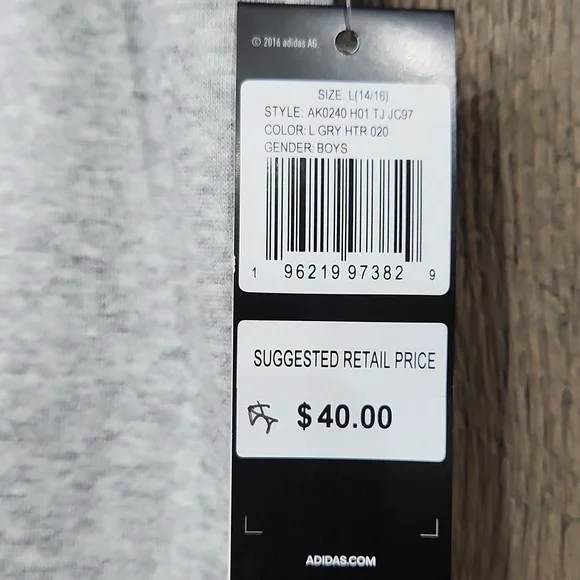 © 2016 adidas AG.
SIZE: L(14/16)
STYLE: AK0240 H01 TJ JC97
COLOR: L GRY HTR 020
GENDER: BOYS
1 96219 97382 9
SUGGESTED RETAIL PRICE
$40.00
ADIDAS.COM